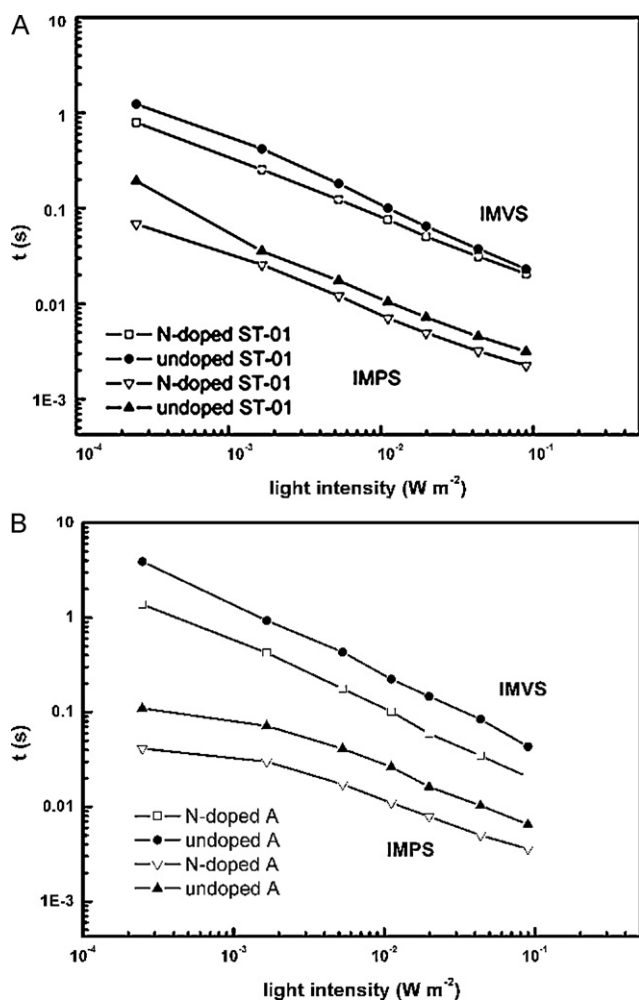 A
10
1
0.1
0.01
1E-3
t (s)
IMVS
IMPS
N-doped ST-01
undoped ST-01
N-doped ST-01
undoped ST-01
10⁻⁴
10⁻³
10⁻²
10⁻¹
light intensity (W m⁻²)
B
10
1
0.1
0.01
1E-3
t (s)
IMVS
IMPS
N-doped A
undoped A
N-doped A
undoped A
10⁻⁴
10⁻³
10⁻²
10⁻¹
light intensity (W m⁻²)